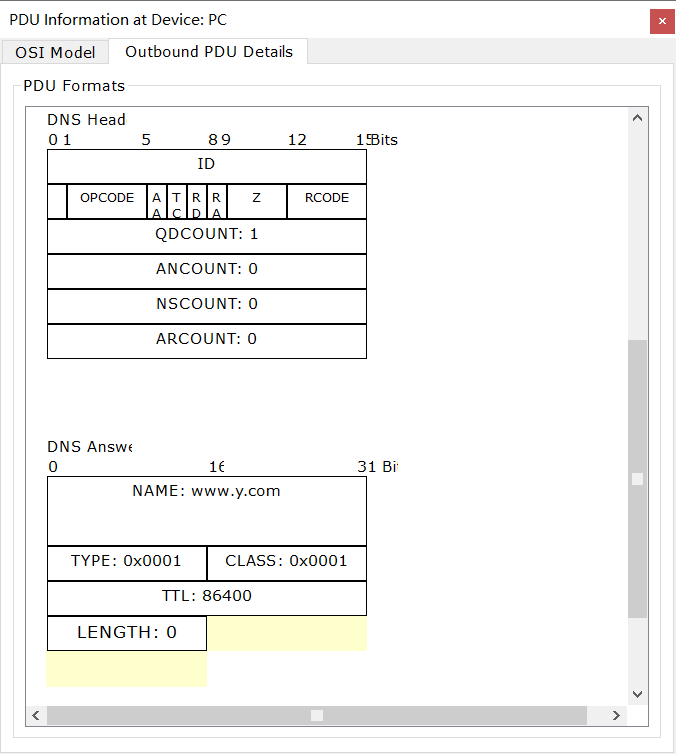 PDU Information at Device: PC
OSI Model Outbound PDU Details
PDU Formats
DNS Head
0 1 5 8 9 12 15 Bits
ID
OPCODE AA TC RD RA Z RCODE
QDCOUNT: 1
ANCOUNT: 0
NSCOUNT: 0
ARCOUNT: 0
DNS Answe
0 16 31 Bi
NAME: www.y.com
TYPE: 0x0001 CLASS: 0x0001
TTL: 86400
LENGTH: 0